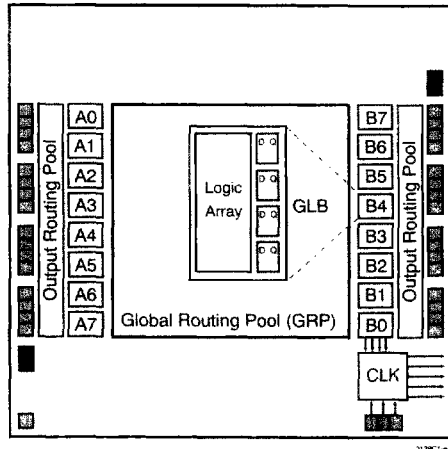 A0
A1
A2
A3
A4
A5
A6
A7
Output Routing Pool
Logic
Array
GLB
Global Routing Pool (GRP)
B7
B6
B5
B4
B3
B2
B1
B0
Output Routing Pool
CLK